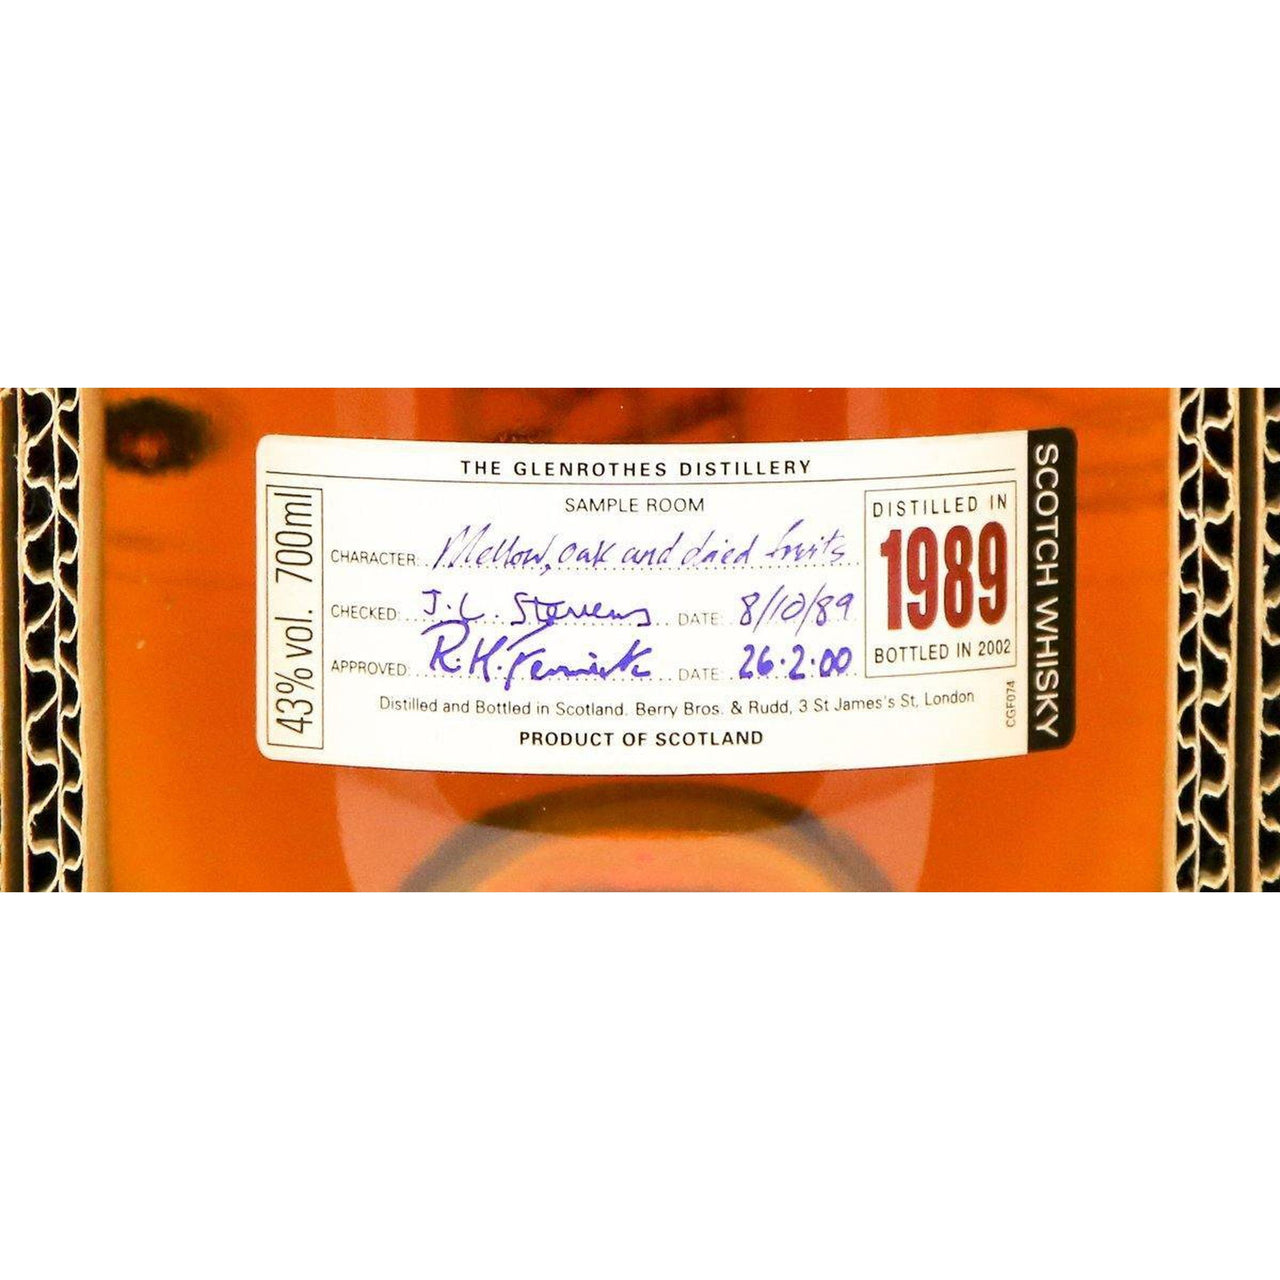 THE GLENROTHES DISTILLERY
SAMPLE ROOM
CHARACTER: Mellow, oak and dried fruits
CHECKED: J.L. Stevens DATE: 8/10/89
APPROVED: R.H. Fenwick DATE: 26.2.00
Distilled and Bottled in Scotland. Berry Bros. & Rudd, 3 St James's St, London
PRODUCT OF SCOTLAND
43% vol. 700ml
DISTILLED IN
1989
BOTTLED IN 2002
CGF074
SCOTCH WHISKY